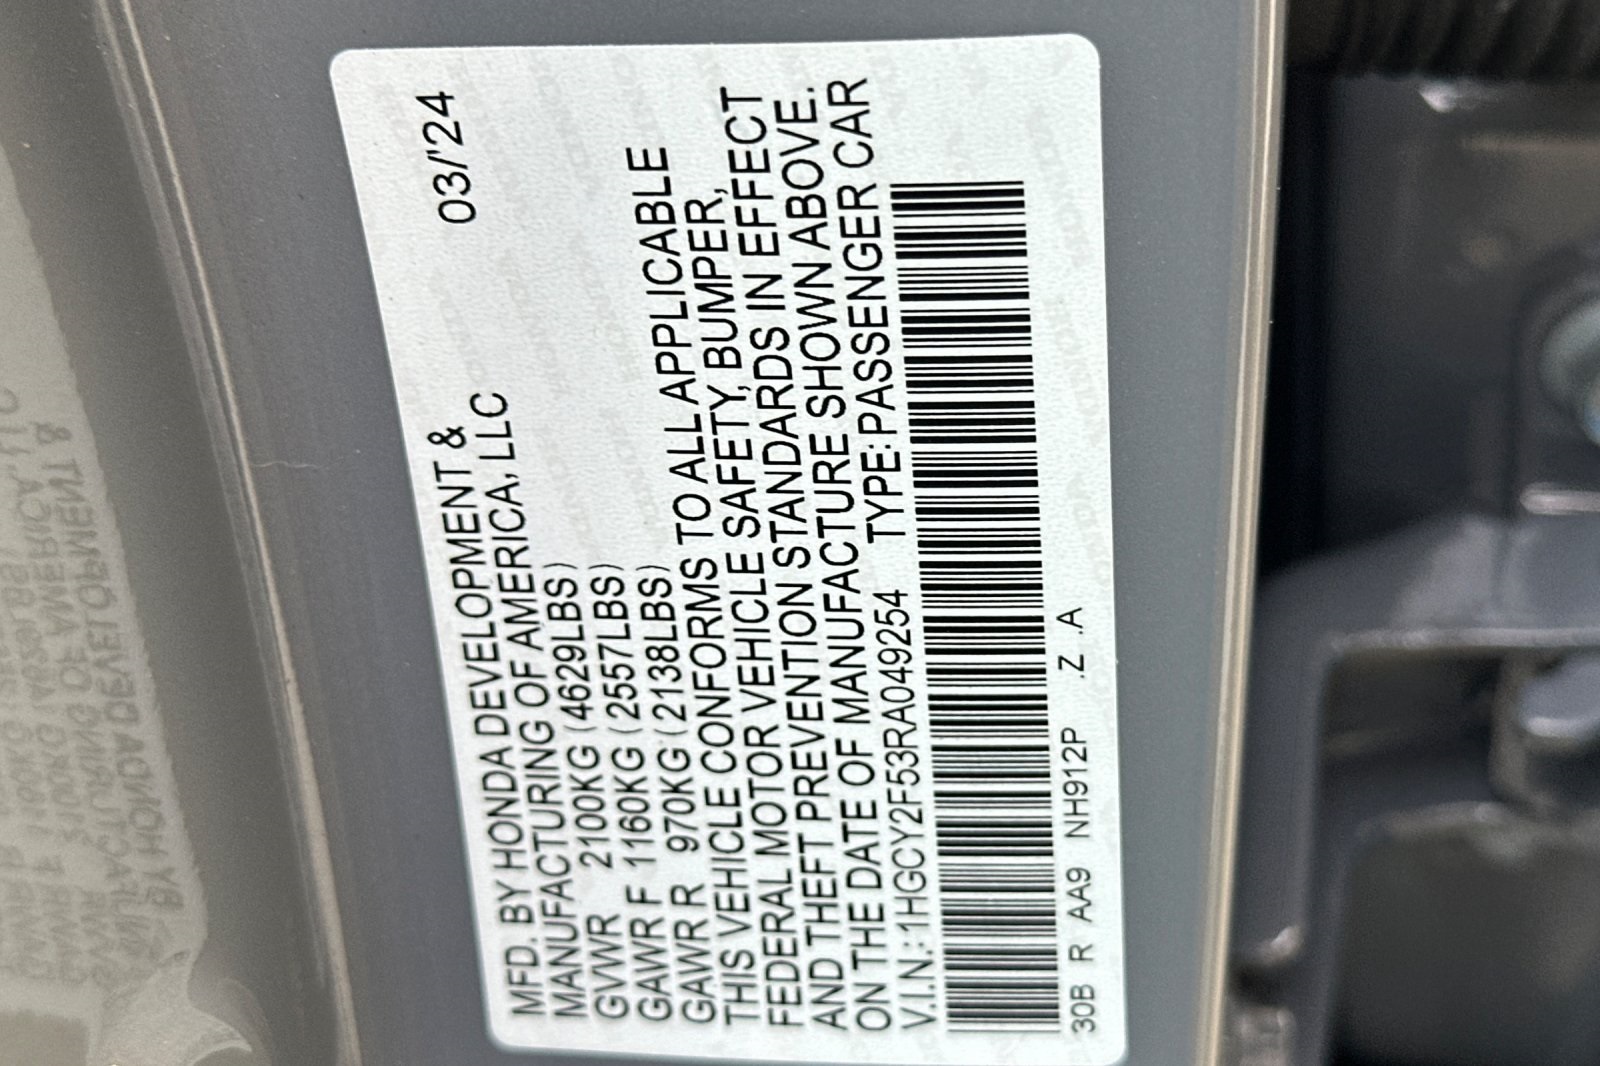 MFD. BY HONDA DEVELOPMENT & 03/'24
MANUFACTURING OF AMERICA, LLC
GVWR 2100KG (4629LBS)
GAWR F 1160KG (2557LBS)
GAWR R 970KG (2138LBS)
THIS VEHICLE CONFORMS TO ALL APPLICABLE
FEDERAL MOTOR VEHICLE SAFETY, BUMPER,
AND THEFT PREVENTION STANDARDS IN EFFECT
ON THE DATE OF MANUFACTURE SHOWN ABOVE.
V.I.N.: 1HGCY2F53RA049254 TYPE: PASSENGER CAR
30B R AA9 NH912P .Z .A